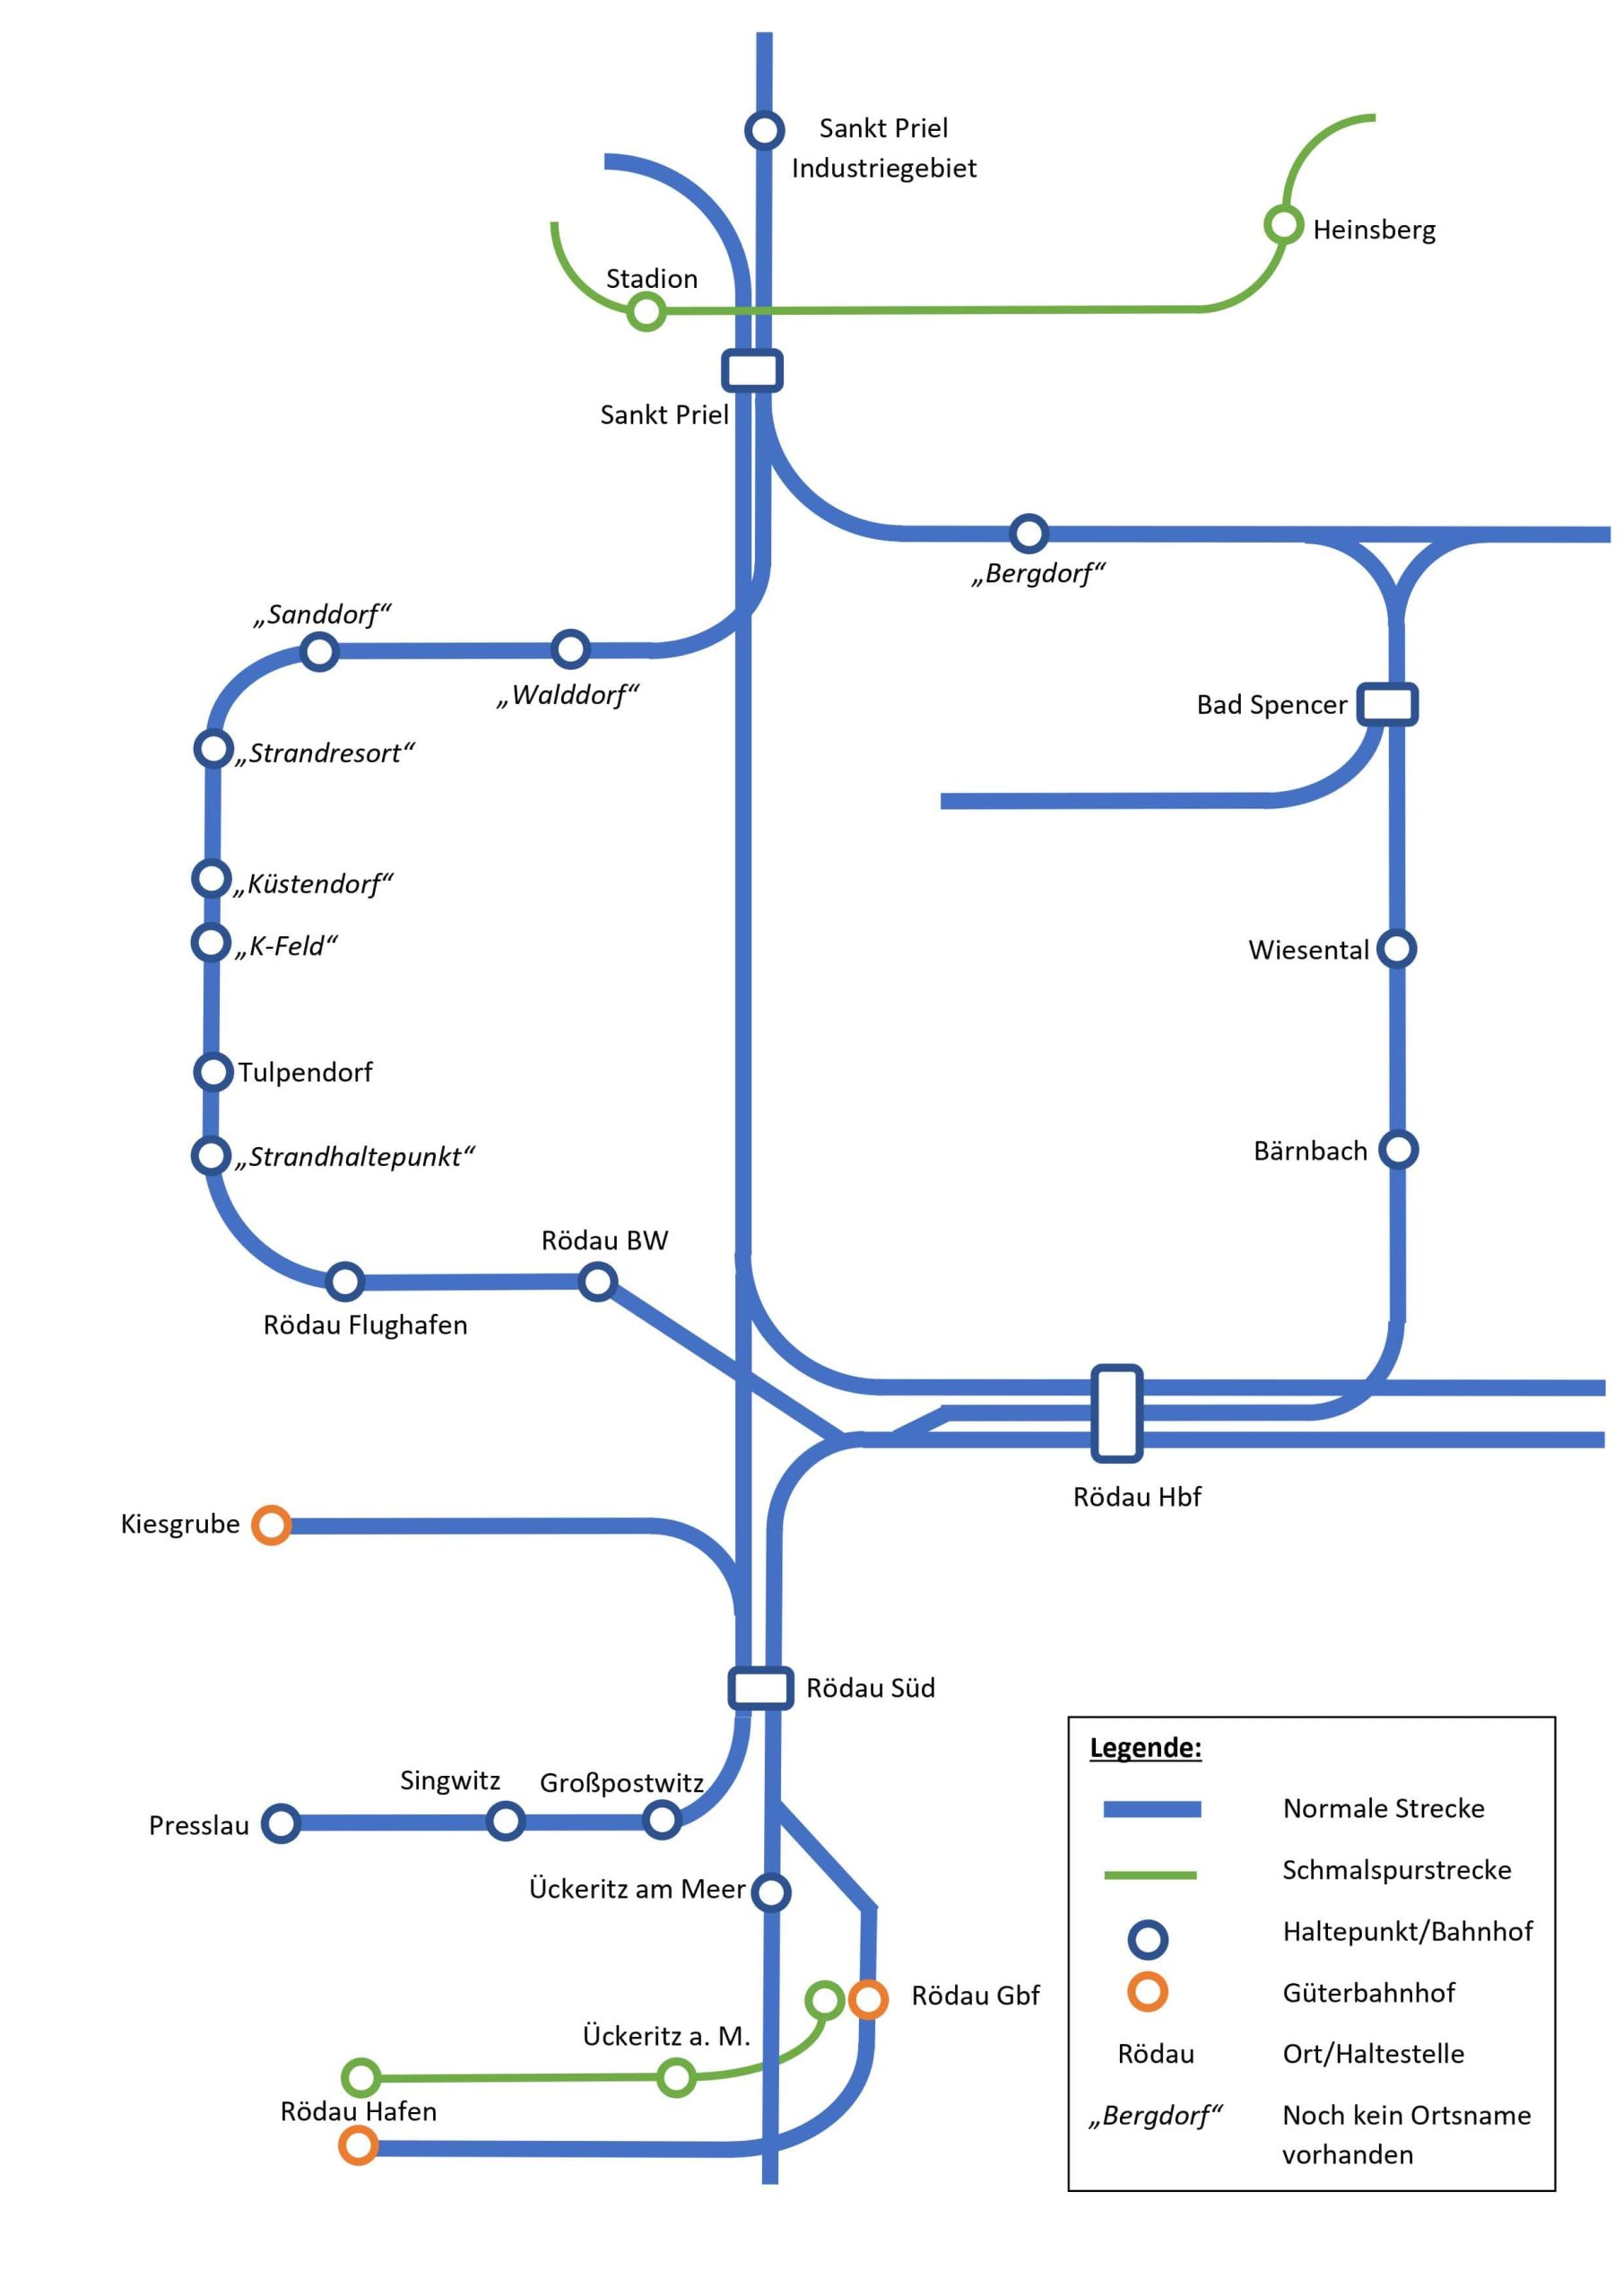 Sankt Priel
Industriegebiet
Heinsberg
Stadion
Sankt Priel
„Bergdorf“
„Sanddorf“
„Walddorf“
Bad Spencer
„Strandresort“
„Küstendorf“
„K-Feld“
Wiesental
Tulpendorf
Bärnbach
„Strandhaltepunkt“
Rödau BW
Rödau Flughafen
Rödau Hbf
Kiesgrube
Rödau Süd
Singwitz
Großpostwitz
Presslau
Ückeritz am Meer
Rödau Gbf
Ückeritz a. M.
Rödau Hafen
Legende:
Normale Strecke
Schmalspurstrecke
Haltepunkt/Bahnhof
Güterbahnhof
Rödau Ort/Haltestelle
„Bergdorf“ Noch kein Ortsname
vorhanden